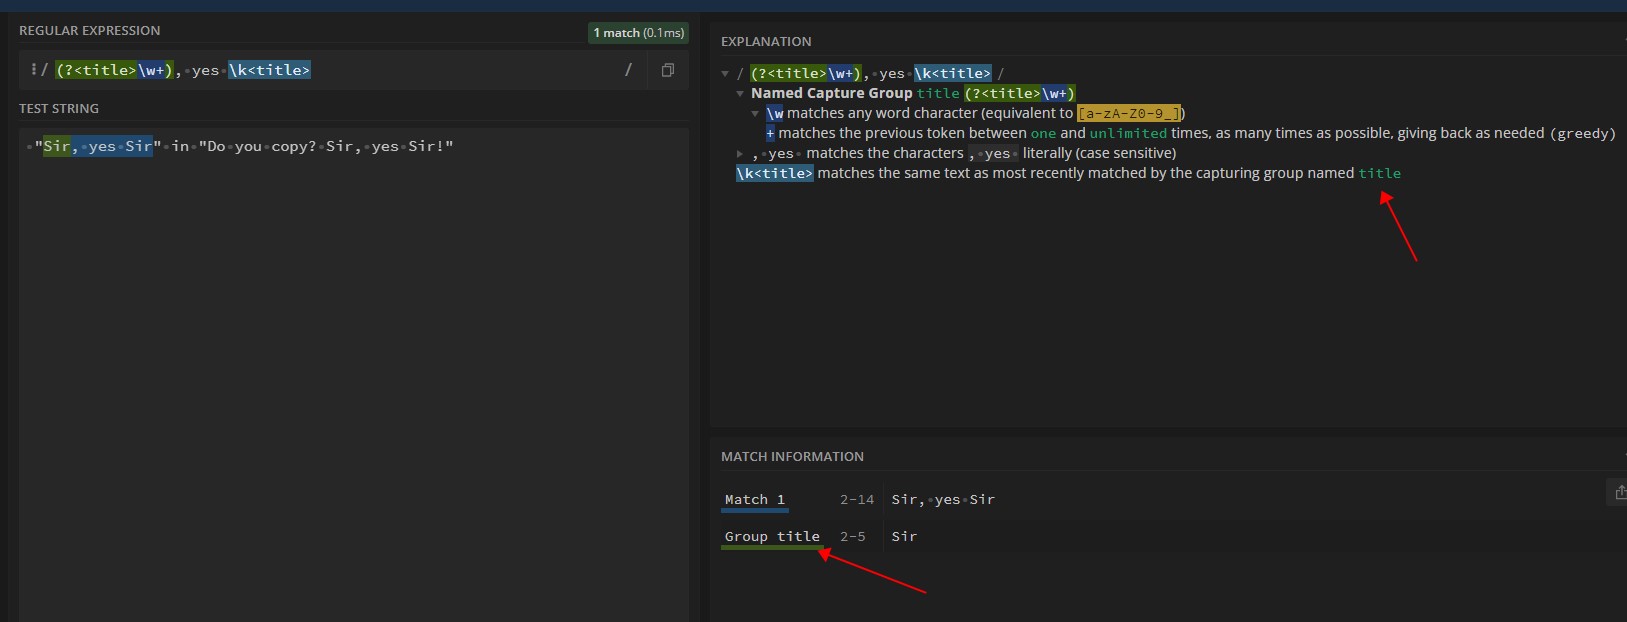 REGULAR EXPRESSION
1 match (0.1ms)
/ (?<title>\w+), yes \k<title> /
TEST STRING
"Sir, yes Sir" in "Do you copy? Sir, yes Sir!"
EXPLANATION
/ (?<title>\w+), yes \k<title> /
Named Capture Group title (?<title>\w+)
\w matches any word character (equivalent to [a-zA-Z0-9_])
+ matches the previous token between one and unlimited times, as many times as possible, giving back as needed (greedy)
, yes matches the characters , yes literally (case sensitive)
\k<title> matches the same text as most recently matched by the capturing group named title
MATCH INFORMATION
Match 1 2-14 Sir, yes Sir
Group title 2-5 Sir